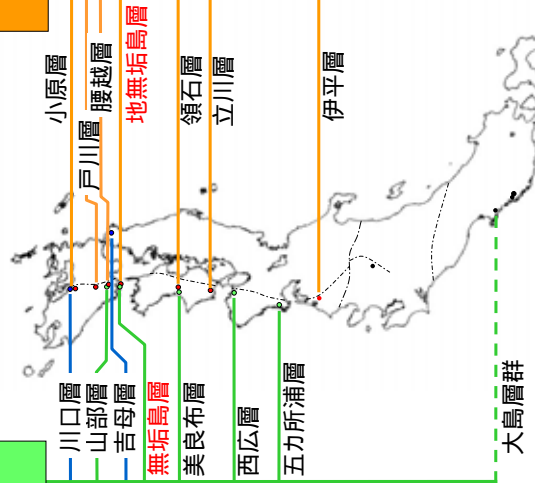 小原層
戸川層
腰越層
地無垢島層
領石層
立川層
伊平層
川口層
山部層
吉母層
無垢島層
美良布層
西広層
五カ所浦層
大島層群